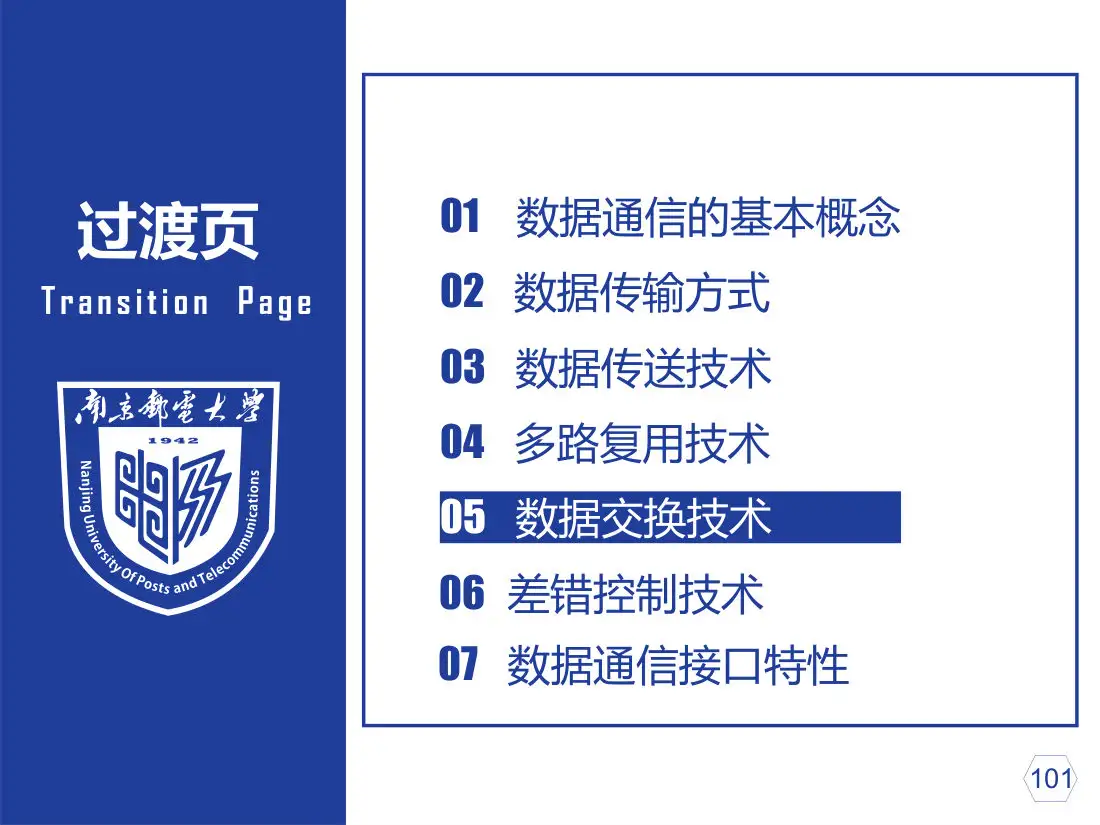 过渡页
Transition Page
南京邮电大学
1942
Nanjing University Of Posts and Telecommunications
01 数据通信的基本概念
02 数据传输方式
03 数据传送技术
04 多路复用技术
05 数据交换技术
06 差错控制技术
07 数据通信接口特性
101